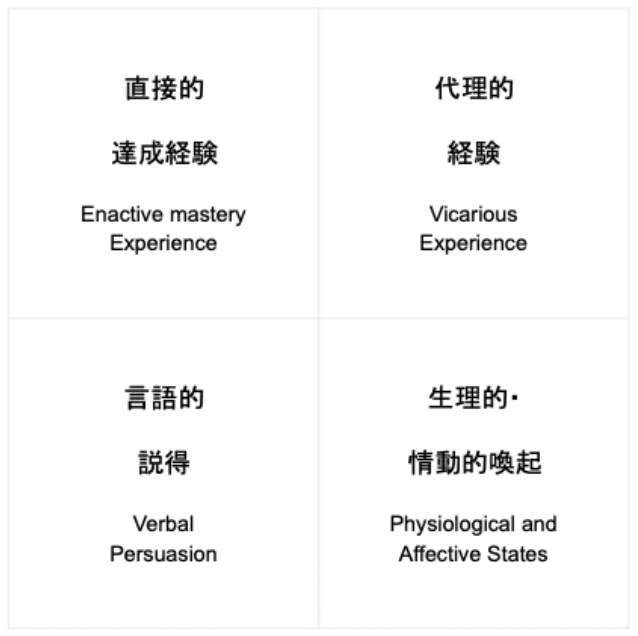 直接的
達成経験
Enactive mastery
Experience
代理的
経験
Vicarious
Experience
言語的
説得
Verbal
Persuasion
生理的・
情動的喚起
Physiological and
Affective States